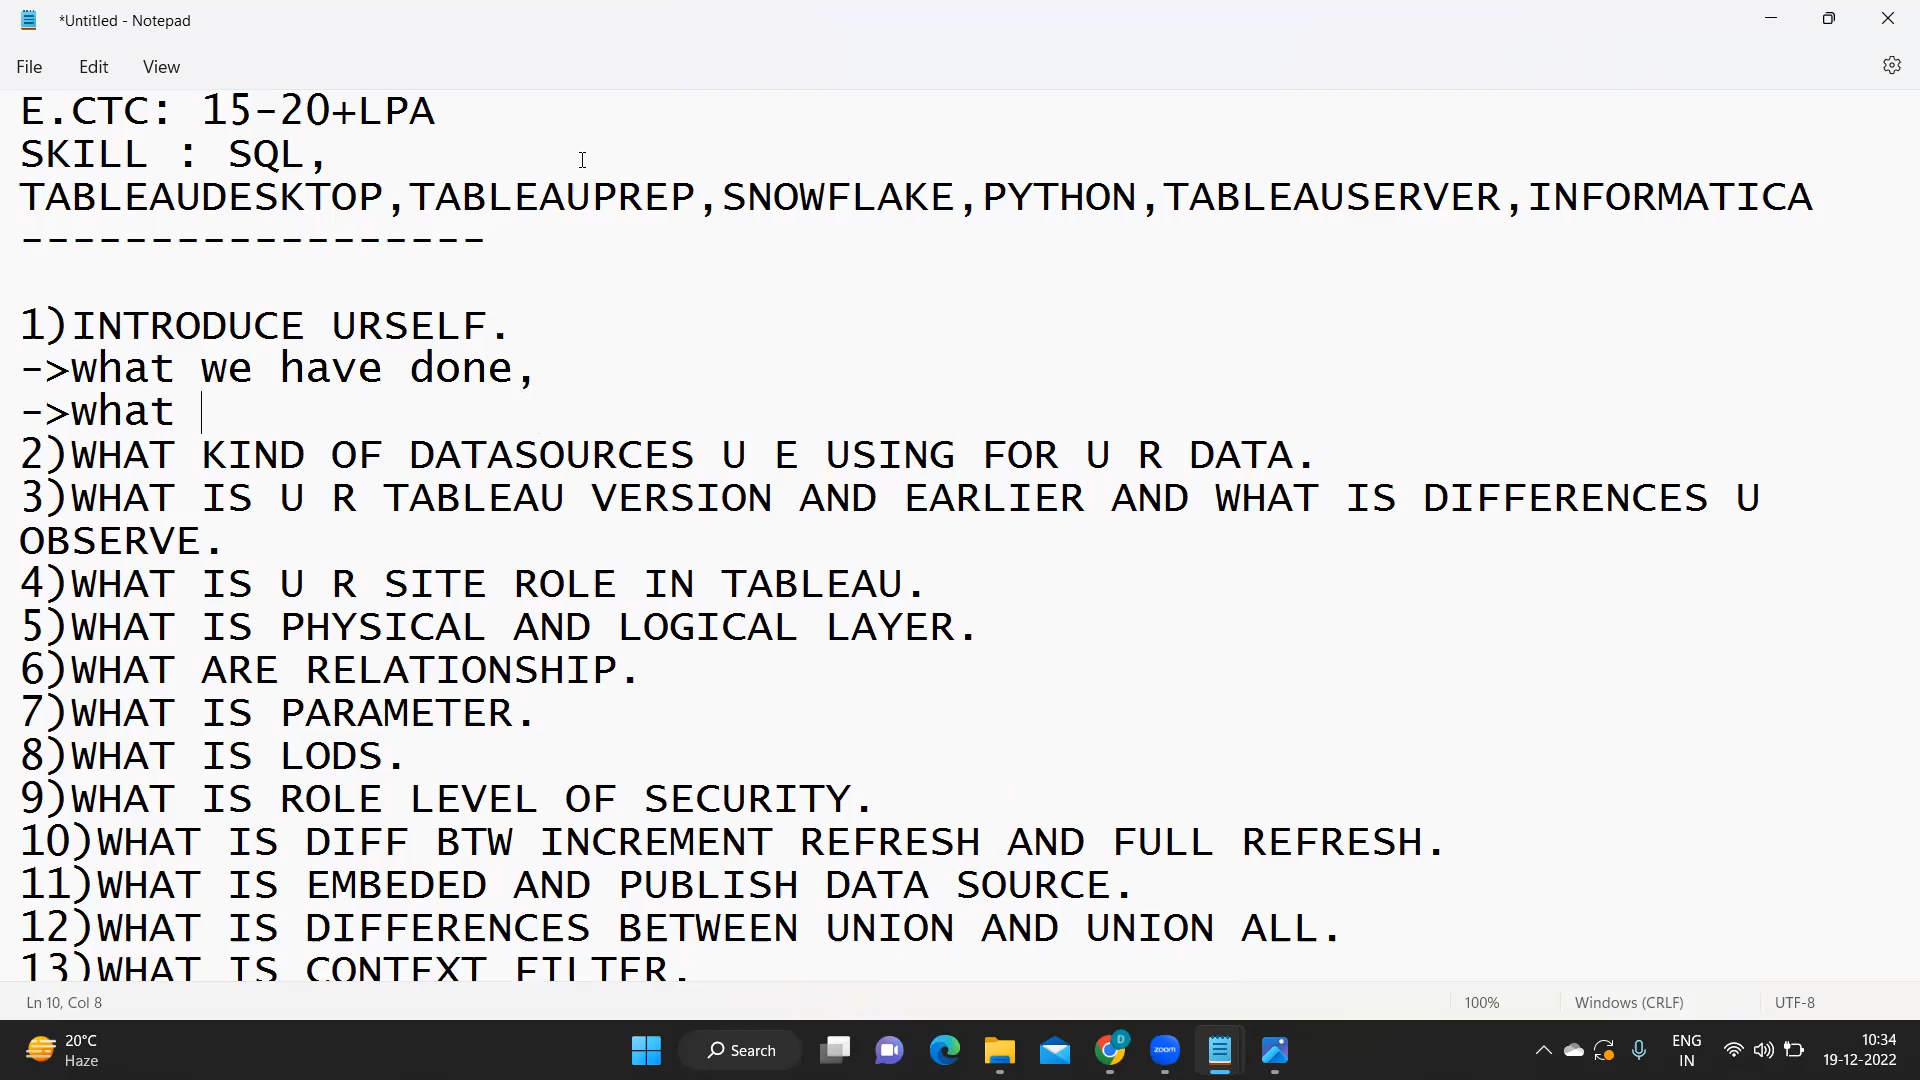 *Untitled - Notepad
File Edit View
E.CTC: 15-20+LPA
SKILL : SQL,
TABLEAUDESKTOP,TABLEAUPREP,SNOWFLAKE,PYTHON,TABLEAUSERVER,INFORMATICA
------------------
1)INTRODUCE URSELF.
->what we have done,
->what
2)WHAT KIND OF DATASOURCES U E USING FOR U R DATA.
3)WHAT IS U R TABLEAU VERSION AND EARLIER AND WHAT IS DIFFERENCES U
OBSERVE.
4)WHAT IS U R SITE ROLE IN TABLEAU.
5)WHAT IS PHYSICAL AND LOGICAL LAYER.
6)WHAT ARE RELATIONSHIP.
7)WHAT IS PARAMETER.
8)WHAT IS LODS.
9)WHAT IS ROLE LEVEL OF SECURITY.
10)WHAT IS DIFF BTW INCREMENT REFRESH AND FULL REFRESH.
11)WHAT IS EMBEDED AND PUBLISH DATA SOURCE.
12)WHAT IS DIFFERENCES BETWEEN UNION AND UNION ALL.
13)WHAT IS CONTEXT FILTER.
Ln 10, Col 8 100% Windows (CRLF) UTF-8
20°C
Haze
Search
zoom
D
ENG
IN
10:34
19-12-2022